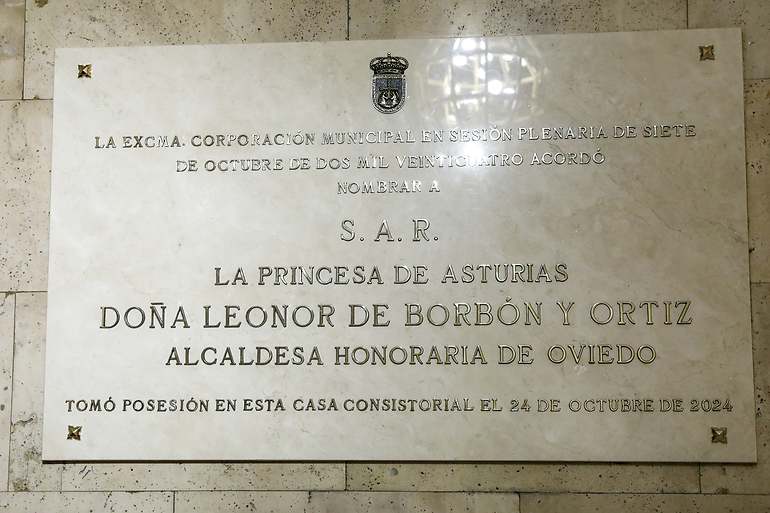 LA EXCMA. CORPORACIÓN MUNICIPAL EN SESIÓN PLENARIA DE SIETE
DE OCTUBRE DE DOS MIL VEINTICUATRO ACORDÓ
NOMBRAR A
S. A. R.
LA PRINCESA DE ASTURIAS
DOÑA LEONOR DE BORBÓN Y ORTIZ
ALCALDESA HONORARIA DE OVIEDO
TOMÓ POSESIÓN EN ESTA CASA CONSISTORIAL EL 24 DE OCTUBRE DE 2024